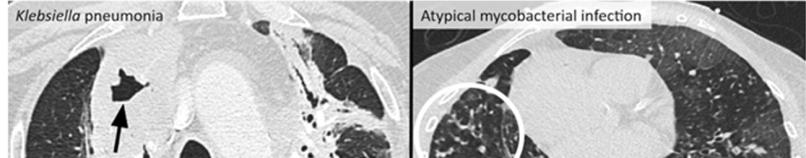 Klebsiella pneumonia
Atypical mycobacterial infection